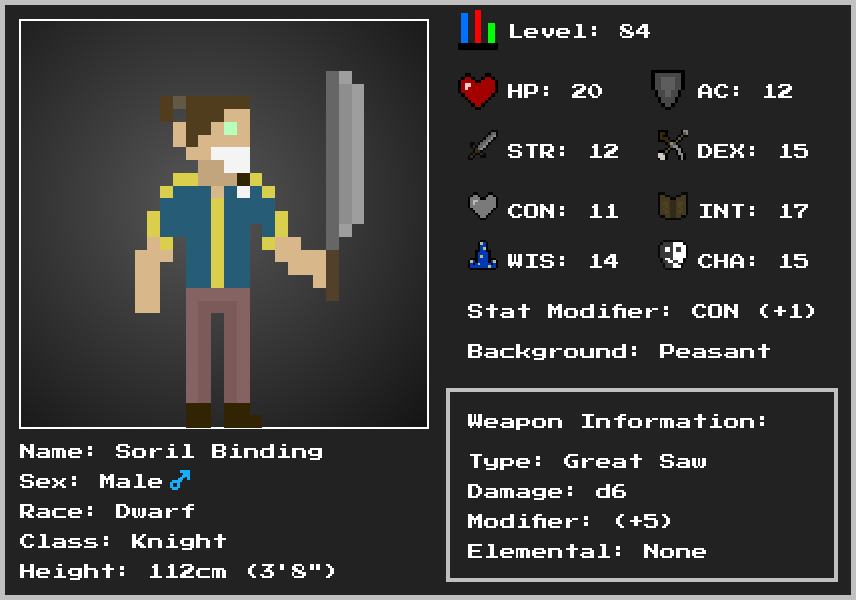 Level: 84
HP: 20 AC: 12
STR: 12 DEX: 15
CON: 11 INT: 17
WIS: 14 CHA: 15
Stat Modifier: CON (+1)
Background: Peasant
Weapon Information:
Type: Great Saw
Damage: d6
Modifier: (+5)
Elemental: None
Name: Soril Binding
Sex: Male ♂
Race: Dwarf
Class: Knight
Height: 112cm (3'8")